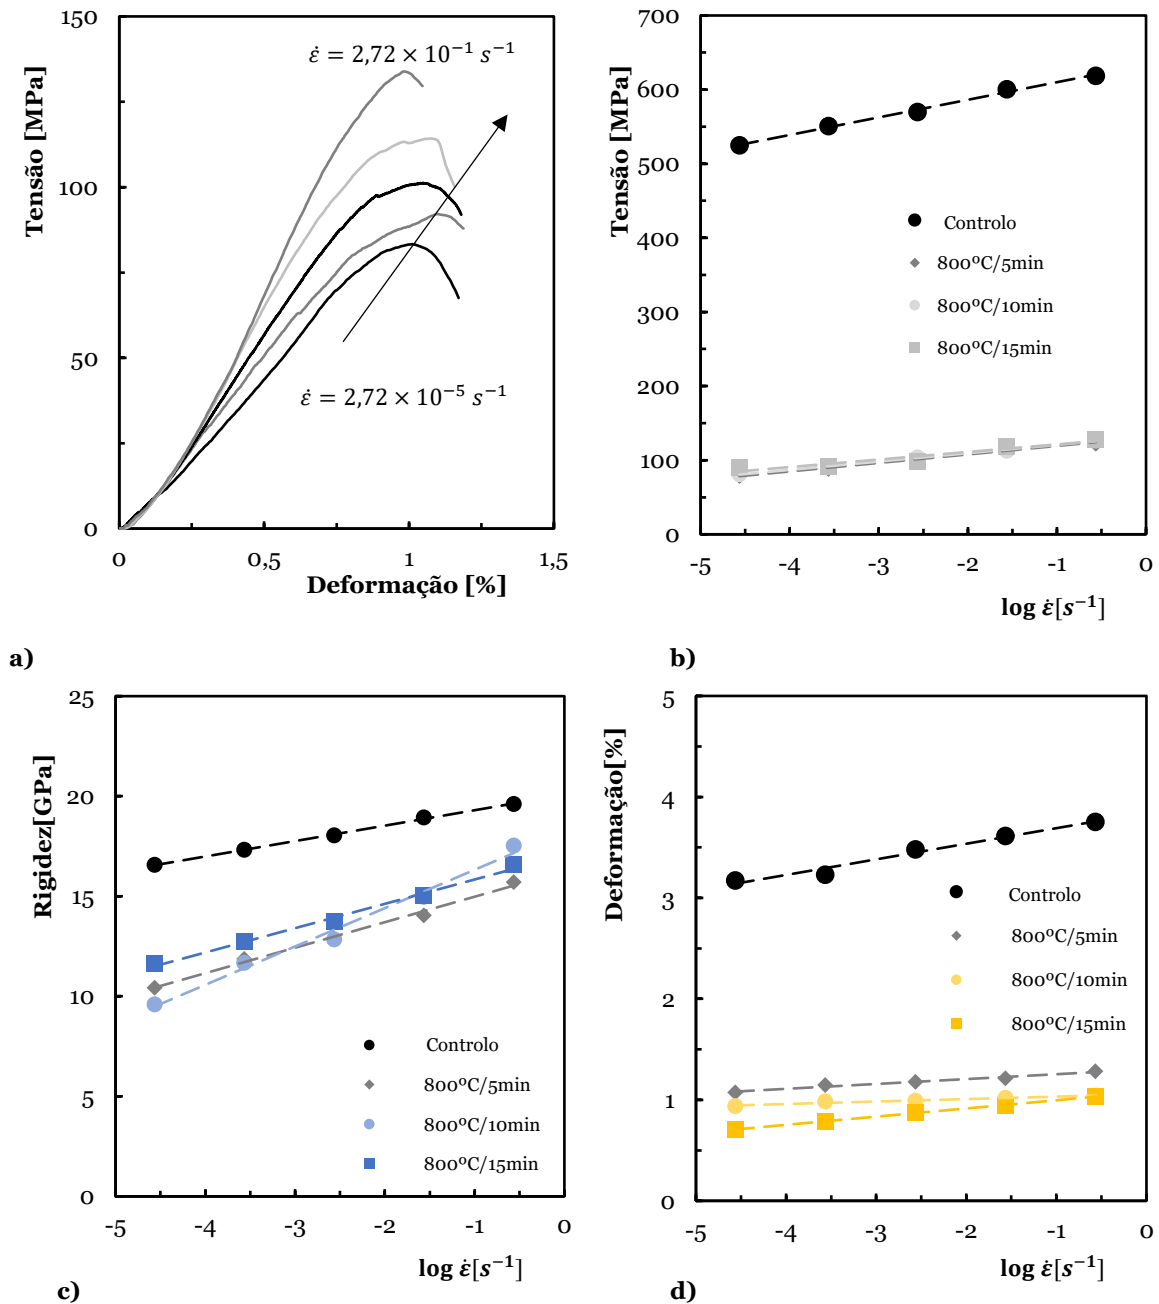 150
100
50
0
0
0,5
1
1,5
Tensão [MPa]
Deformação [%]
ε̇ = 2,72 × 10⁻¹ s⁻¹
ε̇ = 2,72 × 10⁻⁵ s⁻¹
a)
700
600
500
400
300
200
100
0
-5
-4
-3
-2
-1
0
Tensão [MPa]
log ε̇[s⁻¹]
Controlo
800ºC/5min
800ºC/10min
800ºC/15min
b)
25
20
15
10
5
0
-5
-4
-3
-2
-1
0
Rigidez[GPa]
log ε̇[s⁻¹]
Controlo
800ºC/5min
800ºC/10min
800ºC/15min
c)
5
4
3
2
1
0
-5
-4
-3
-2
-1
0
Deformação[%]
log ε̇[s⁻¹]
Controlo
800ºC/5min
800ºC/10min
800ºC/15min
d)